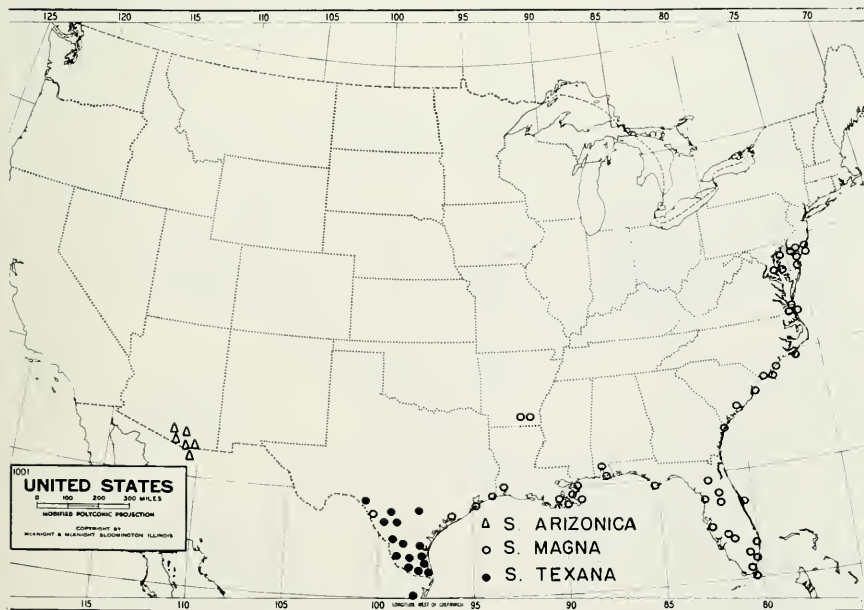 125 120 115 110 105 100 95 90 85 80 75 70
1001
UNITED STATES
0 100 200 300 MILES
MODIFIED POLYCONIC PROJECTION
COPYRIGHT BY
MCKNIGHT & MCKNIGHT BLOOMINGTON ILLINOIS
S. ARIZONICA
S. MAGNA
S. TEXANA
115 110 105 100 95 90 85 80
LONGITUDE WEST OF GREENWICH